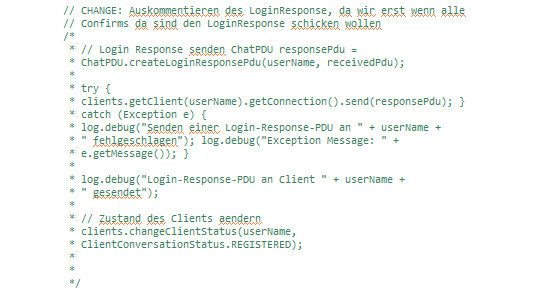 // CHANGE: Auskommentieren des LoginResponse, da wir erst wenn alle
// Confirms da sind den LoginResponse schicken wollen
/*
* // Login Response senden ChatPDU responsePdu =
* ChatPDU.createLoginResponsePdu(userName, receivedPdu);
*
* try {
* clients.getClient(userName).getConnection().send(responsePdu); }
* catch (Exception e) {
* log.debug("Senden einer Login-Response-PDU an " + userName +
* " fehlgeschlagen"); log.debug("Exception Message: " +
* e.getMessage()); }
*
* log.debug("Login-Response-PDU an Client " + userName +
* " gesendet");
*
* // Zustand des Clients aendern
* clients.changeClientStatus(userName,
* ClientConversationStatus.REGISTERED);
*
*
*/